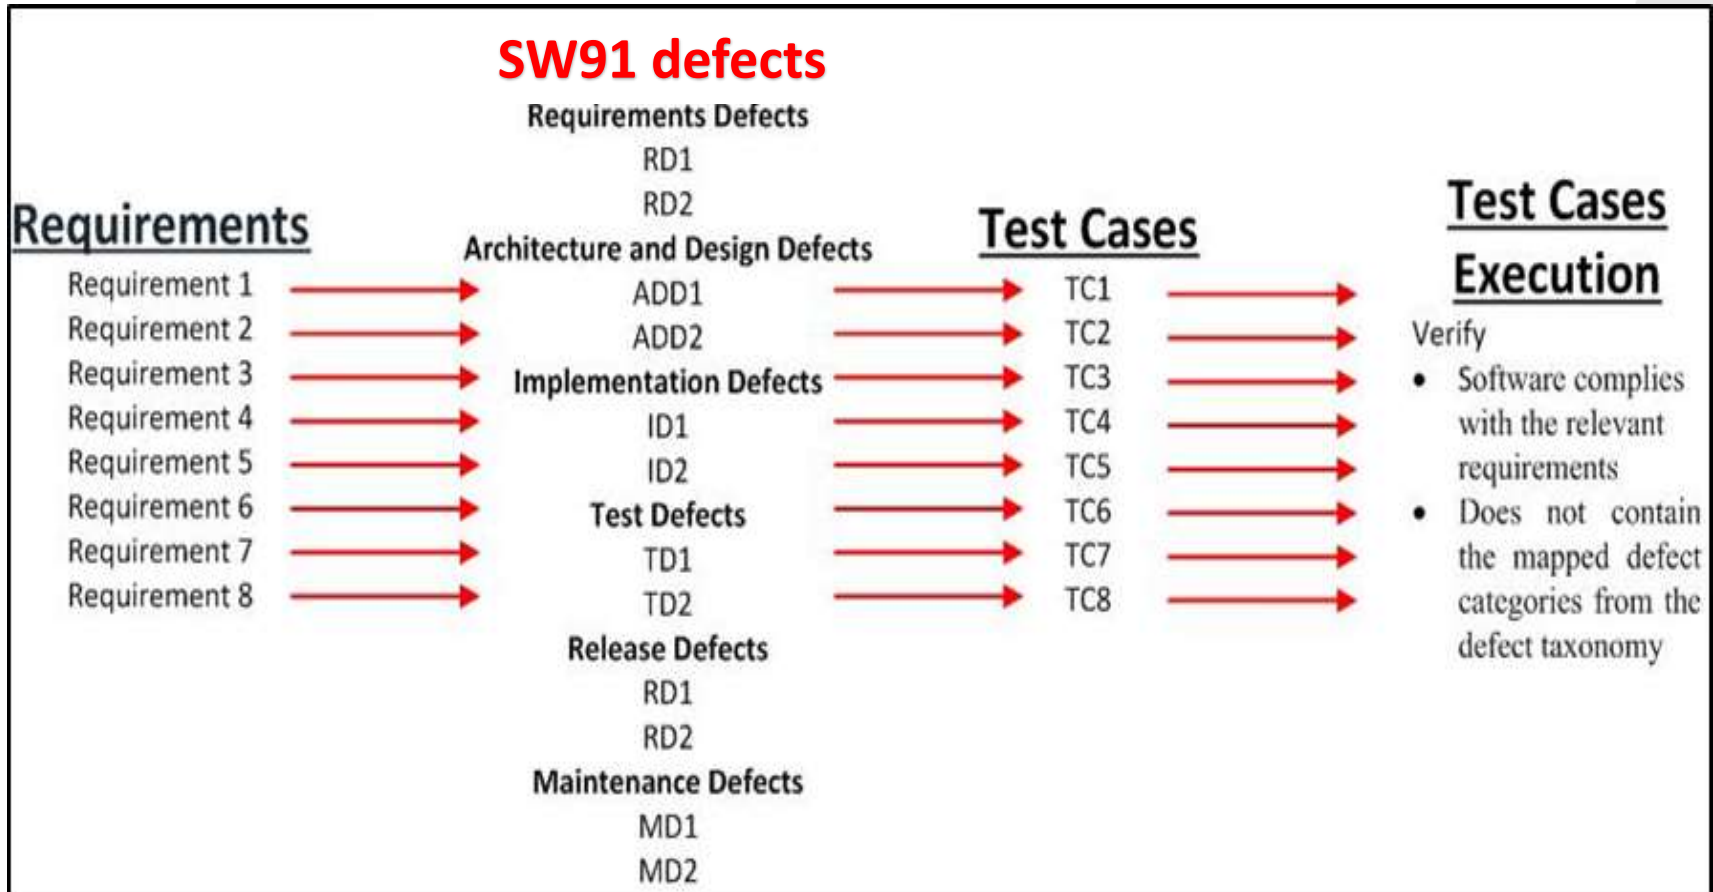 SW91 defects
Requirements
Requirement 1
Requirement 2
Requirement 3
Requirement 4
Requirement 5
Requirement 6
Requirement 7
Requirement 8
Requirements Defects
RD1
RD2
Architecture and Design Defects
ADD1
ADD2
Implementation Defects
ID1
ID2
Test Defects
TD1
TD2
Release Defects
RD1
RD2
Maintenance Defects
MD1
MD2
Test Cases
TC1
TC2
TC3
TC4
TC5
TC6
TC7
TC8
Test Cases
Execution
Verify
• Software complies
with the relevant
requirements
• Does not contain
the mapped defect
categories from the
defect taxonomy